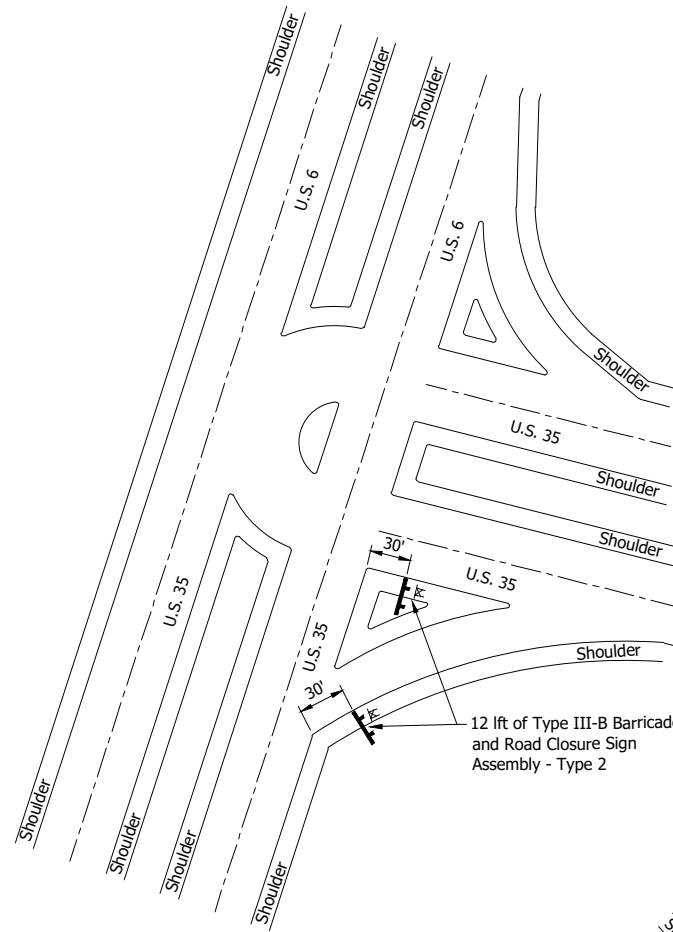 Shoulder
Shoulder
Shoulder
U.S. 6
U.S. 6
Shoulder
U.S. 35
Shoulder
Shoulder
30'
U.S. 35
U.S. 35
U.S. 35
Shoulder
30'
12 lft of Type III-B Barricade
and Road Closure Sign
Assembly - Type 2
Shoulder
Shoulder
Shoulder
Shoulder